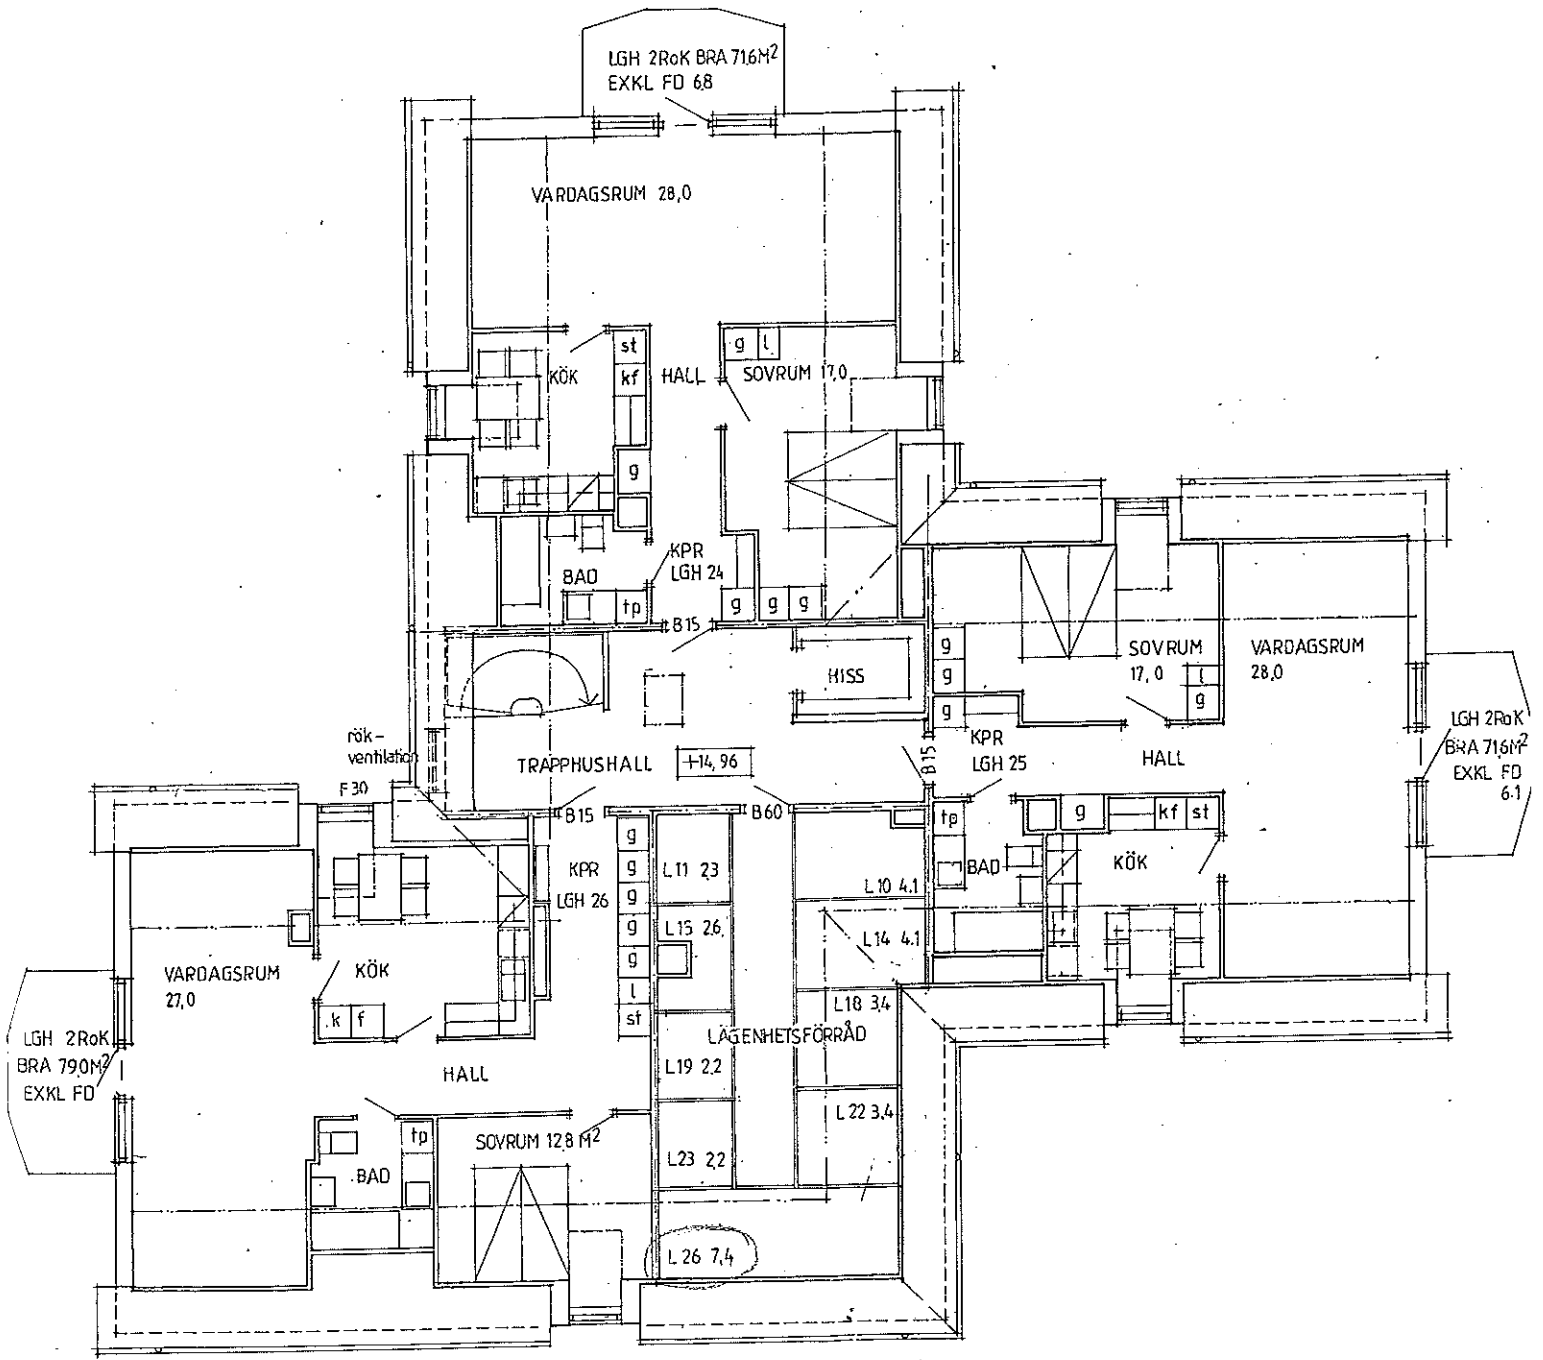 LGH 2RoK BRA 71,6M²
EXKL FD 6,8
VARDAGSRUM 28,0
st
kf
g
KÖK
HALL
g l
SOVRUM 17,0
KPR
LGH 24
BAD
tp
g g g
B15
HISS
g
g
g
SOVRUM
17,0
l
g
VARDAGSRUM
28,0
LGH 2RoK
BRA 71,6M²
EXKL FD
6.1
rök-
ventilation
F30
TRAPPHUSHALL
+14,96
B15
KPR
LGH 25
HALL
B15
B60
tp
g
kf st
BAD
KÖK
g
g
g
g
g
l
st
KPR
LGH 26
L11 2,3
L10 4.1
L15 2,6
L14 4.1
L18 3,4
LÄGENHETSFÖRRÅD
L19 2,2
L22 3,4
L23 2,2
L 26 7,4
VARDAGSRUM
27,0
KÖK
k f
LGH 2RoK
BRA 79,0M²
EXKL FD
HALL
tp
BAD
SOVRUM 12,8 M²